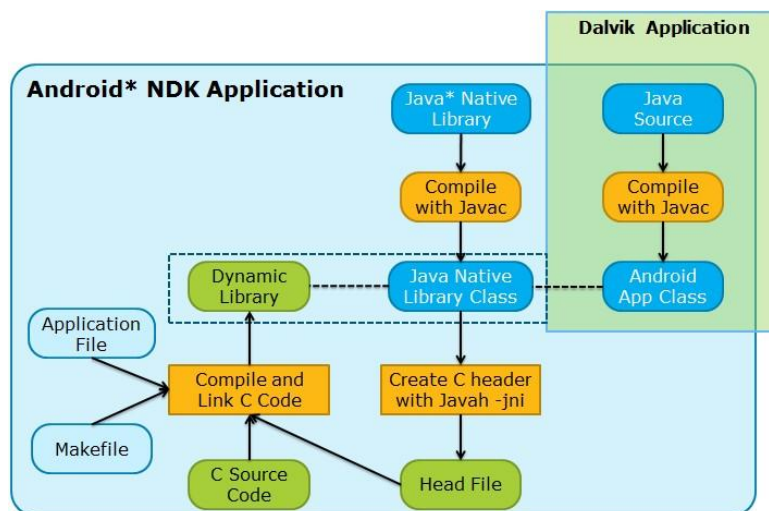 Dalvik Application
Android* NDK Application
Java* Native
Library
Java
Source
Compile
with Javac
Compile
with Javac
Dynamic
Library
Java Native
Library Class
Android
App Class
Application
File
Compile and
Link C Code
Create C header
with Javah -jni
Makefile
C Source
Code
Head File